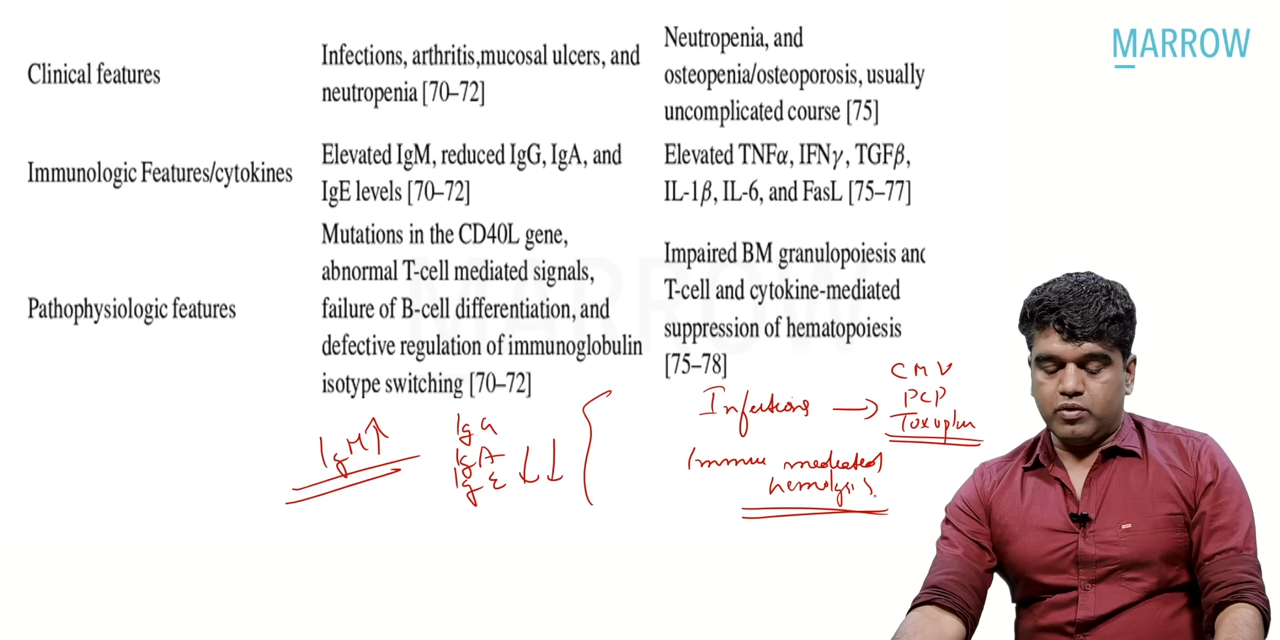 MARROW
Clinical features
Infections, arthritis,mucosal ulcers, and
neutropenia [70–72]
Neutropenia, and
osteopenia/osteoporosis, usually
uncomplicated course [75]
Immunologic Features/cytokines
Elevated IgM, reduced IgG, IgA, and
IgE levels [70–72]
Elevated TNFα, IFNγ, TGFβ,
IL-1β, IL-6, and FasL [75–77]
Pathophysiologic features
Mutations in the CD40L gene,
abnormal T-cell mediated signals,
failure of B-cell differentiation, and
defective regulation of immunoglobulin
isotype switching [70–72]
Impaired BM granulopoiesis and
T-cell and cytokine-mediated
suppression of hematopoiesis
[75–78]
MARROW
IgM ↑
IgG
IgA
IgE ↓ ↓
Infections →
CMV
PCP
mediated